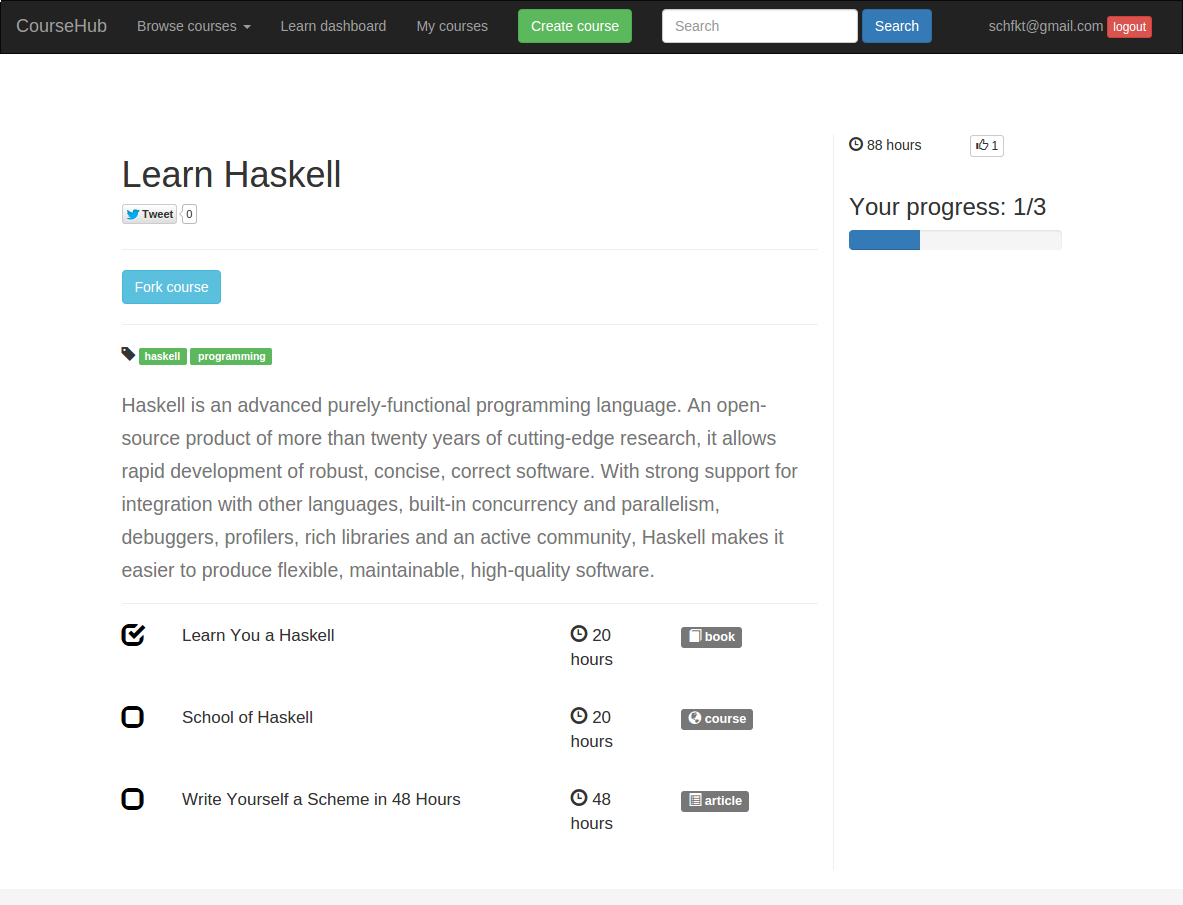 CourseHub Browse courses Learn dashboard My courses Create course Search Search schfkt@gmail.com logout
88 hours 1
Learn Haskell
Your progress: 1/3
Tweet 0
Fork course
haskell programming
Haskell is an advanced purely-functional programming language. An open-
source product of more than twenty years of cutting-edge research, it allows
rapid development of robust, concise, correct software. With strong support for
integration with other languages, built-in concurrency and parallelism,
debuggers, profilers, rich libraries and an active community, Haskell makes it
easier to produce flexible, maintainable, high-quality software.
Learn You a Haskell 20 book
hours
School of Haskell 20 course
hours
Write Yourself a Scheme in 48 Hours 48 article
hours